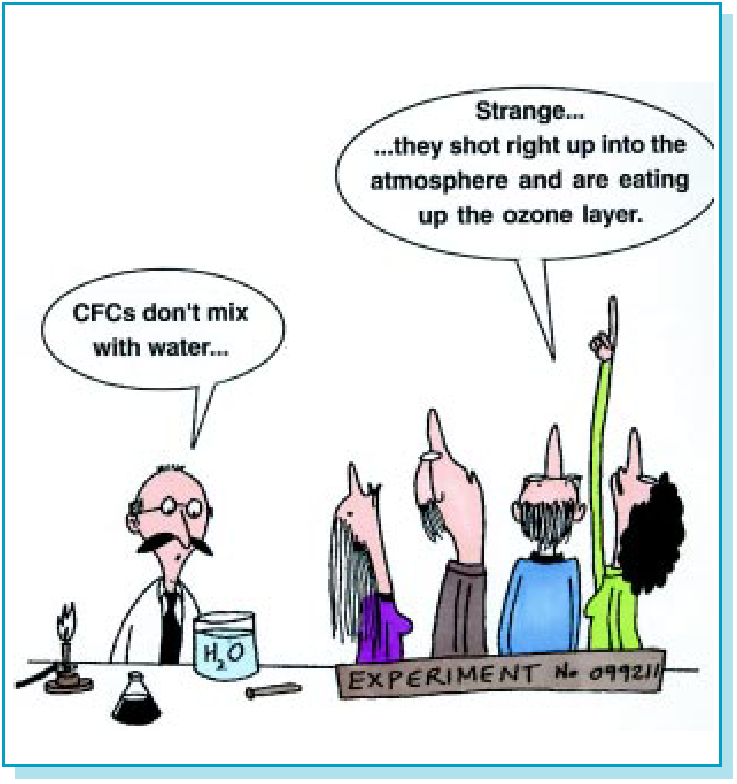 Strange...
...they shot right up into the
atmosphere and are eating
up the ozone layer.
CFCs don't mix
with water...
H₂O
EXPERIMENT No 099211